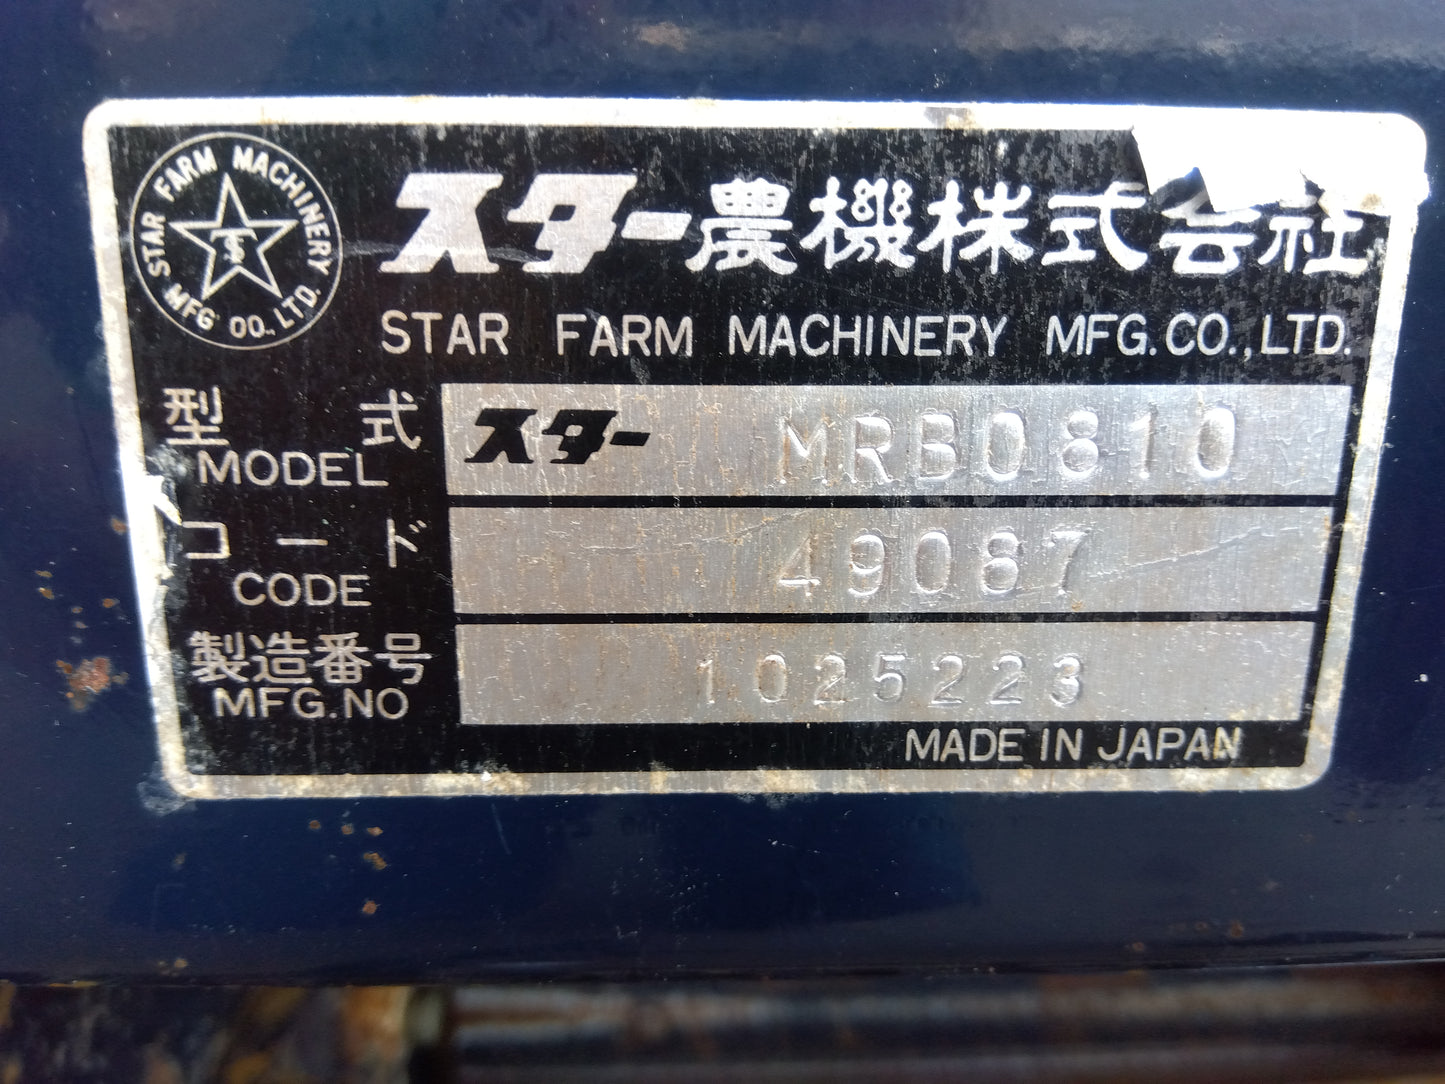 STAR FARM MACHINERY MFG CO., LTD.
TS
スター農機株式会社
STAR FARM MACHINERY MFG. CO., LTD.
型式 スター MRB0810
MODEL
コード 49087
CODE
製造番号 1025223
MFG.NO
MADE IN JAPAN